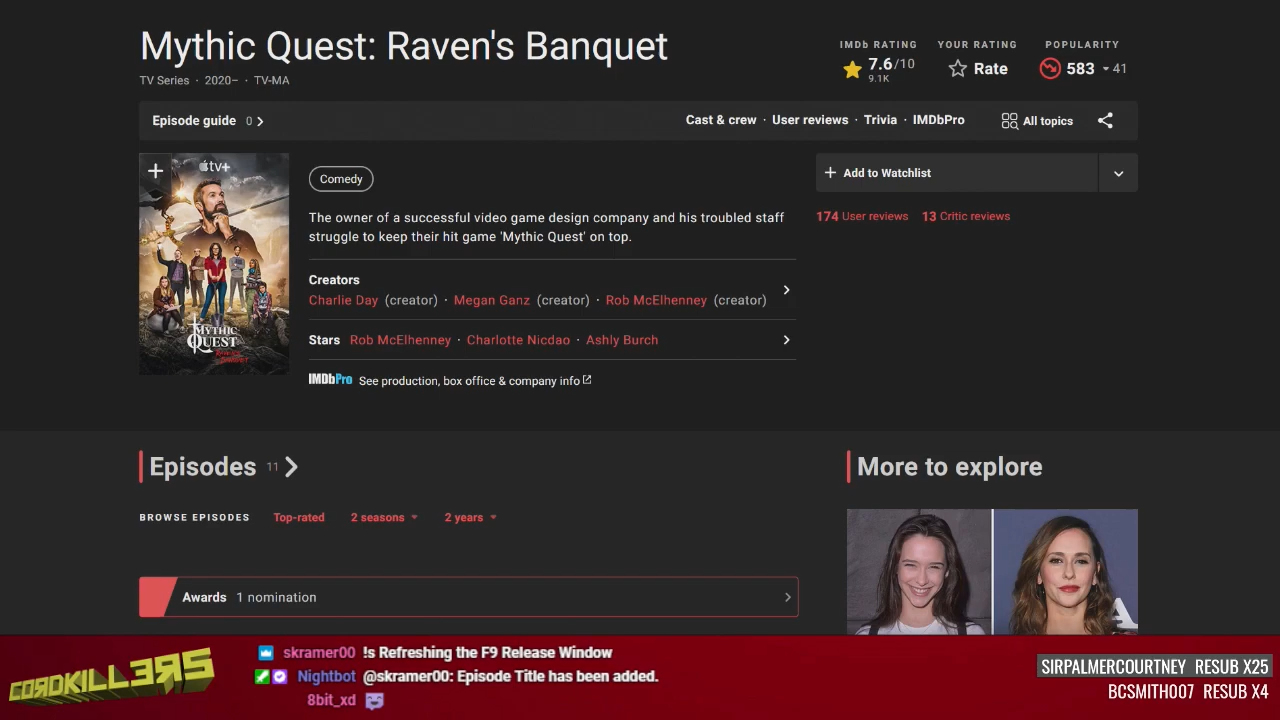 Mythic Quest: Raven's Banquet
TV Series · 2020– · TV-MA
IMDb RATING
7.6/10
9.1K
YOUR RATING
Rate
POPULARITY
583 41
Episode guide 0
Cast & crew · User reviews · Trivia · IMDbPro
All topics
tv+
MYTHIC QUEST
RAVEN'S BANQUET
Comedy
The owner of a successful video game design company and his troubled staff
struggle to keep their hit game 'Mythic Quest' on top.
Creators
Charlie Day (creator) · Megan Ganz (creator) · Rob McElhenney (creator)
Stars Rob McElhenney · Charlotte Nicdao · Ashly Burch
IMDbPro See production, box office & company info
+ Add to Watchlist
174 User reviews 13 Critic reviews
Episodes 11
BROWSE EPISODES Top-rated 2 seasons 2 years
Awards 1 nomination
More to explore
A
CORDKILLERS
skramer00 !s Refreshing the F9 Release Window
Nightbot @skramer00: Episode Title has been added.
8bit_xd
SIRPALMERCOURTNEY RESUB X25
BCSMITH007 RESUB X4